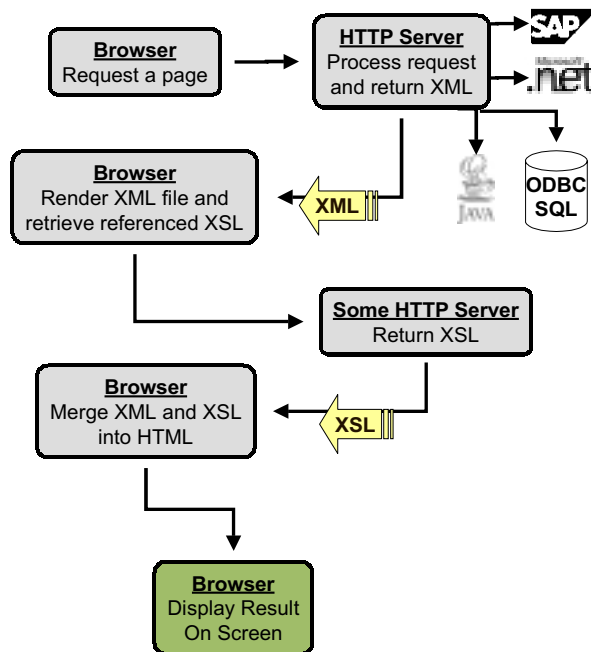 Browser
Request a page
HTTP Server
Process request
and return XML
SAP
Microsoft
.net
Browser
Render XML file and
retrieve referenced XSL
XML
JAVA
ODBC
SQL
Some HTTP Server
Return XSL
Browser
Merge XML and XSL
into HTML
XSL
Browser
Display Result
On Screen